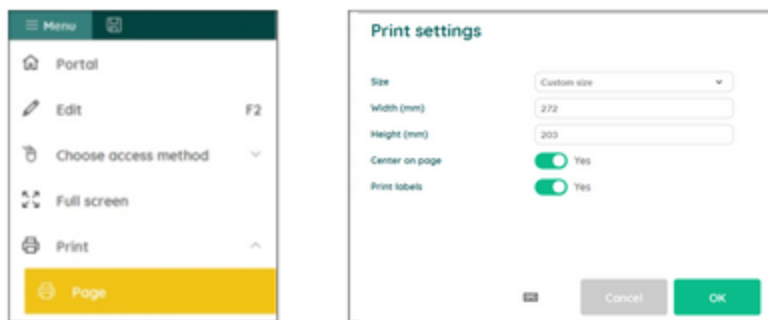 Menu
Portal
Edit F2
Choose access method
Full screen
Print
Page
Print settings
Size Custom size
Width (mm) 272
Height (mm) 203
Center on page Yes
Print labels Yes
Cancel OK